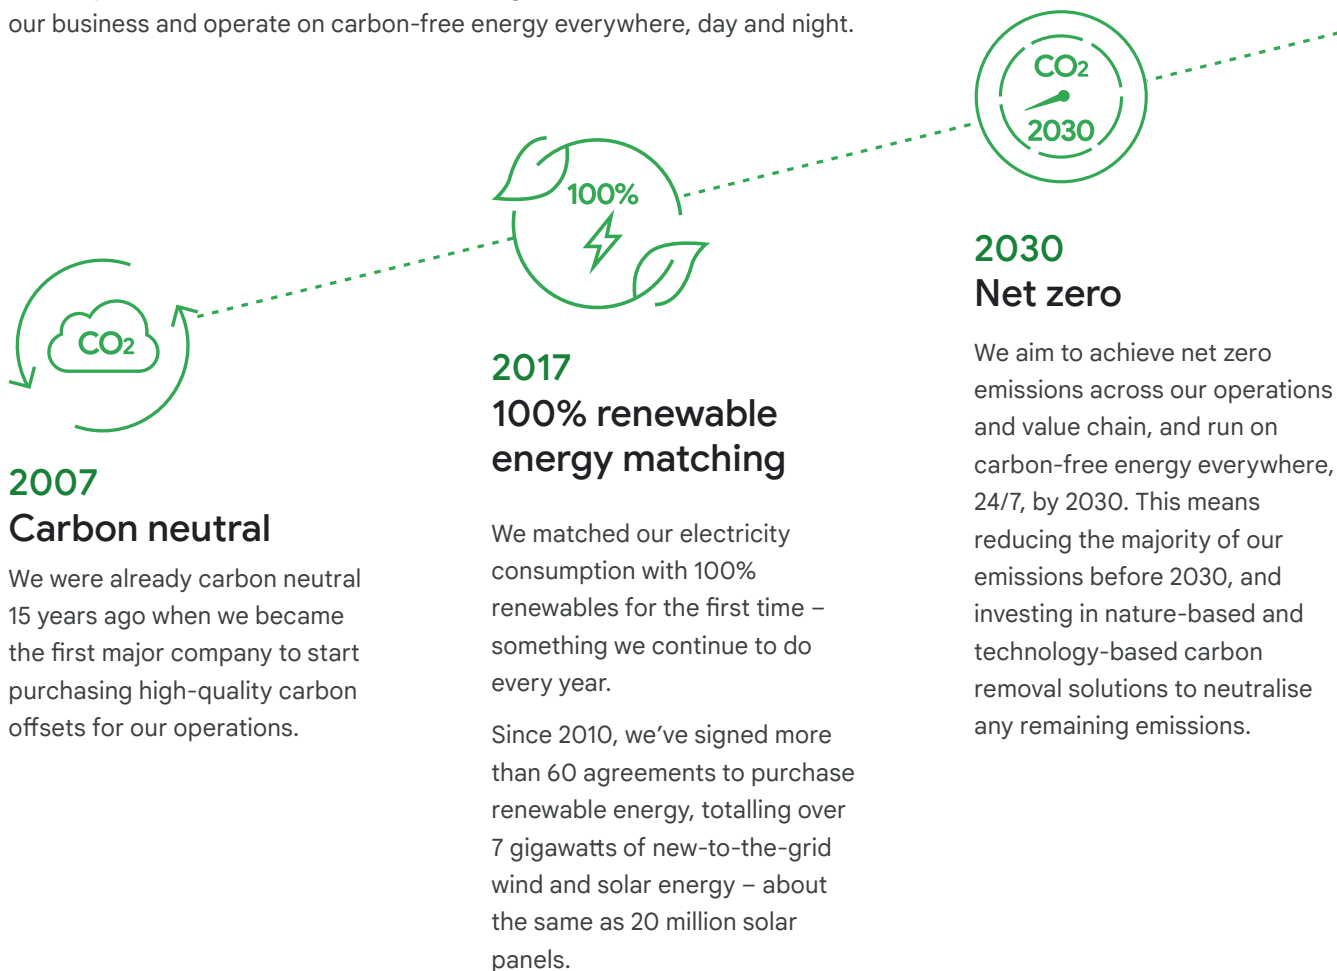 our business and operate on carbon-free energy everywhere, day and night.
CO2
2007
Carbon neutral
We were already carbon neutral
15 years ago when we became
the first major company to start
purchasing high-quality carbon
offsets for our operations.
100%
2017
100% renewable
energy matching
We matched our electricity
consumption with 100%
renewables for the first time –
something we continue to do
every year.
Since 2010, we’ve signed more
than 60 agreements to purchase
renewable energy, totalling over
7 gigawatts of new-to-the-grid
wind and solar energy – about
the same as 20 million solar
panels.
CO2
2030
2030
Net zero
We aim to achieve net zero
emissions across our operations
and value chain, and run on
carbon-free energy everywhere,
24/7, by 2030. This means
reducing the majority of our
emissions before 2030, and
investing in nature-based and
technology-based carbon
removal solutions to neutralise
any remaining emissions.